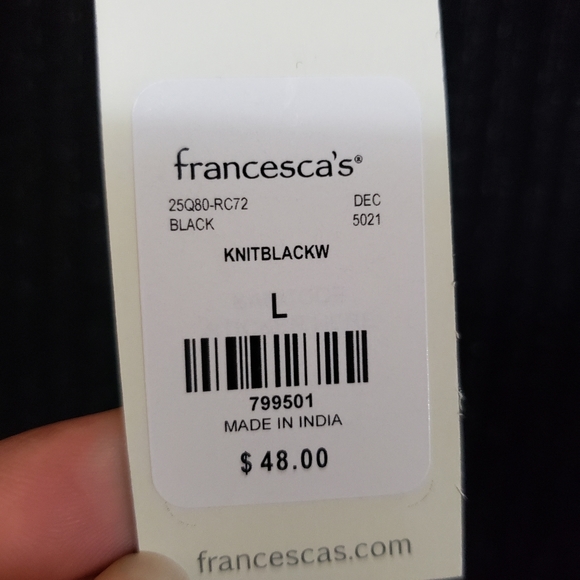 francesca's®
25Q80-RC72 DEC
BLACK 5021
KNITBLACKW
L
799501
MADE IN INDIA
$ 48.00
francescas.com